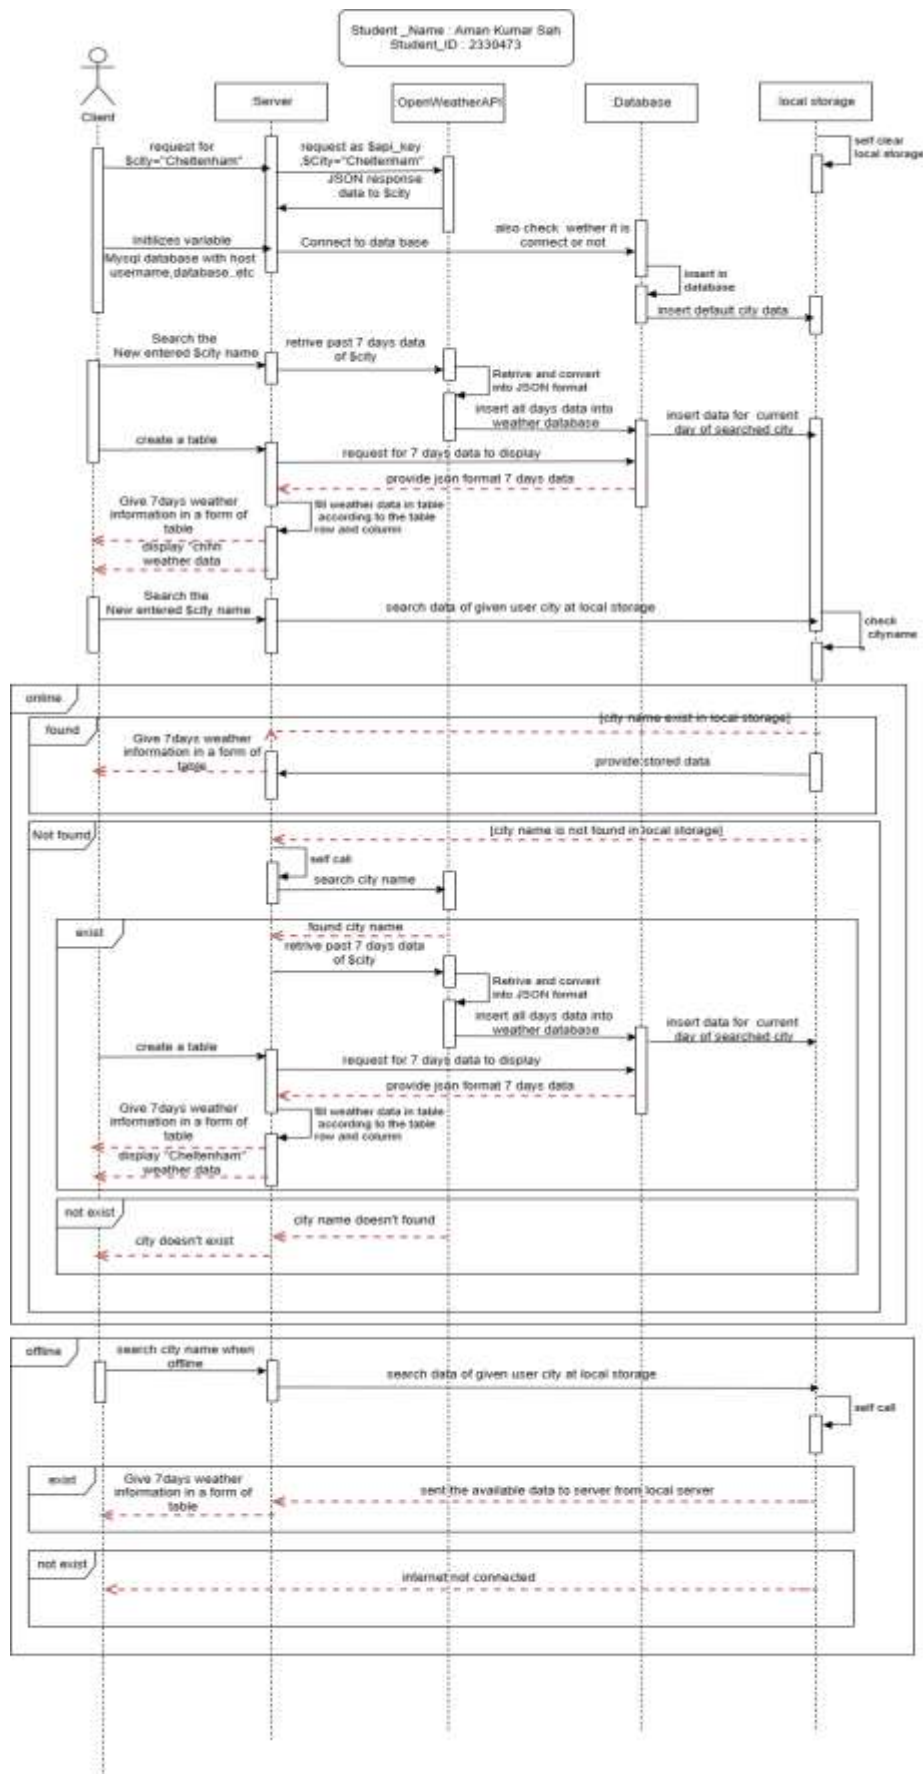 Student _Name : Aman Kumar Sah
Student_ID : 2330473
Client
Server
OpenWeatherAPI
Database
local storage
self clear
local storage
request for
$city="Cheltenham"
request as $api_key
,$City="Cheltenham"
JSON response
data to $city
also check wether it is
connect or not
Initilizes variable
Connect to data base
Mysql database with host
username,database..etc
insert in
database
insert default city data
Search the
New entered $city name
retrive past 7 days data
of $city
Retrive and convert
into JSON format
insert all days data into
weather database
insert data for current
day of searched city
create a table
request for 7 days data to display
provide json format 7 days data
Give 7days weather
information in a form of
table
fill weather data in table
according to the table
row and column
display "chhh
weather data
Search the
New entered $city name
search data of given user city at local storage
check
cityname
online
found
[city name exist in local storage]
Give 7days weather
information in a form of
table
provide stored data
Not found
[city name is not found in local storage]
self call
search city name
exist
found city name
retrive past 7 days data
of $city
Retrive and convert
into JSON format
insert all days data into
weather database
insert data for current
day of searched city
create a table
request for 7 days data to display
provide json format 7 days data
Give 7days weather
information in a form of
table
fill weather data in table
according to the table
row and column
display "Cheltenham"
weather data
not exist
city name doesn't found
city doesn't exist
offline
search city name when
offline
search data of given user city at local storage
self call
exist
Give 7days weather
information in a form of
table
sent the available data to server from local server
not exist
internet not connected